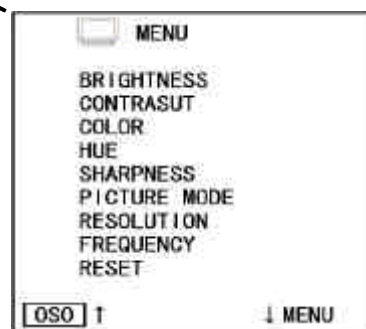 MENU
BRIGHTNESS
CONTRASUT
COLOR
HUE
SHARPNESS
PICTURE MODE
RESOLUTION
FREQUENCY
RESET
OSO ↑ ↓ MENU